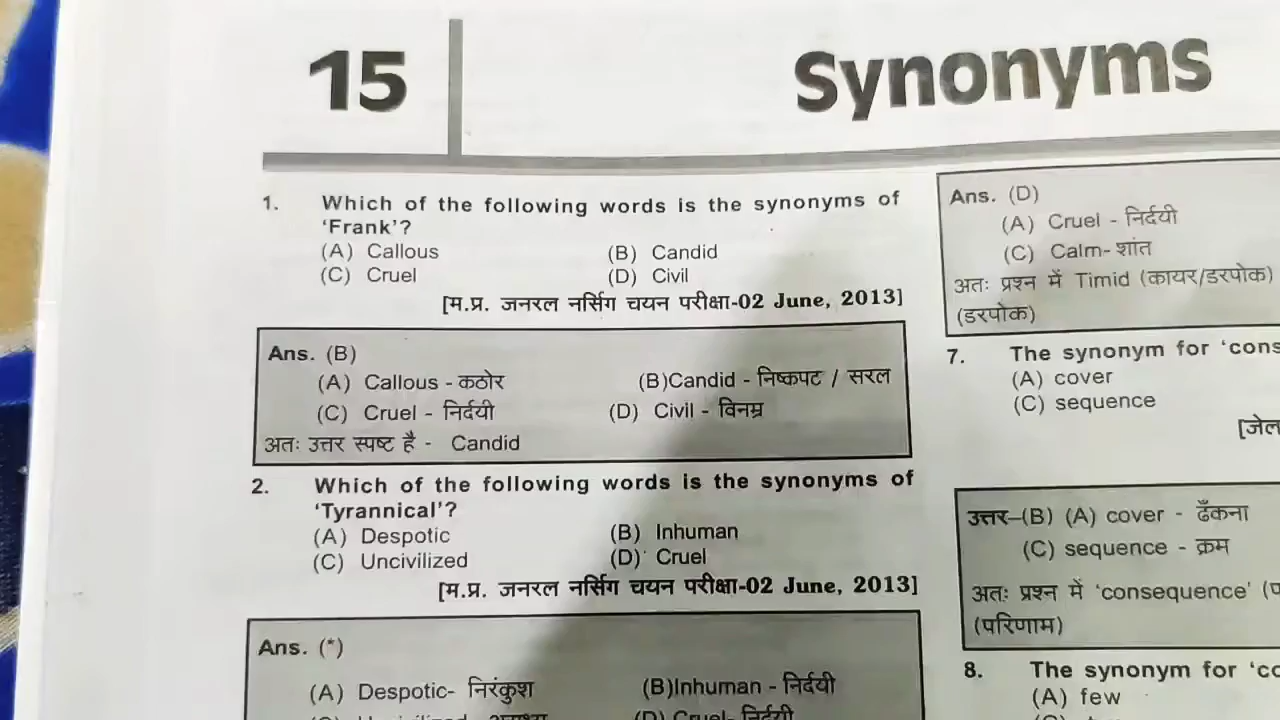 15
Synonyms
1. Which of the following words is the synonyms of
‘Frank’?
(A) Callous (B) Candid
(C) Cruel (D) Civil
[म.प्र. जनरल नर्सिंग चयन परीक्षा-02 June, 2013]
Ans. (B)
(A) Callous - कठोर (B)Candid - निष्कपट / सरल
(C) Cruel - निर्दयी (D) Civil - विनम्र
अतः उत्तर स्पष्ट है - Candid
2. Which of the following words is the synonyms of
‘Tyrannical’?
(A) Despotic (B) Inhuman
(C) Uncivilized (D) Cruel
[म.प्र. जनरल नर्सिंग चयन परीक्षा-02 June, 2013]
Ans. (*)
(A) Despotic- निरंकुश (B)Inhuman - निर्दयी
(D) Cruel- निर्दयी
Ans. (D)
(A) Cruel - निर्दयी
(C) Calm- शांत
अतः प्रश्न में Timid (कायर/डरपोक)
(डरपोक)
7. The synonym for ‘cons
(A) cover
(C) sequence
[जेल
उत्तर–(B) (A) cover - ढँकना
(C) sequence - क्रम
अतः प्रश्न में ‘consequence’
(परिणाम)
8. The synonym for ‘co
(A) few